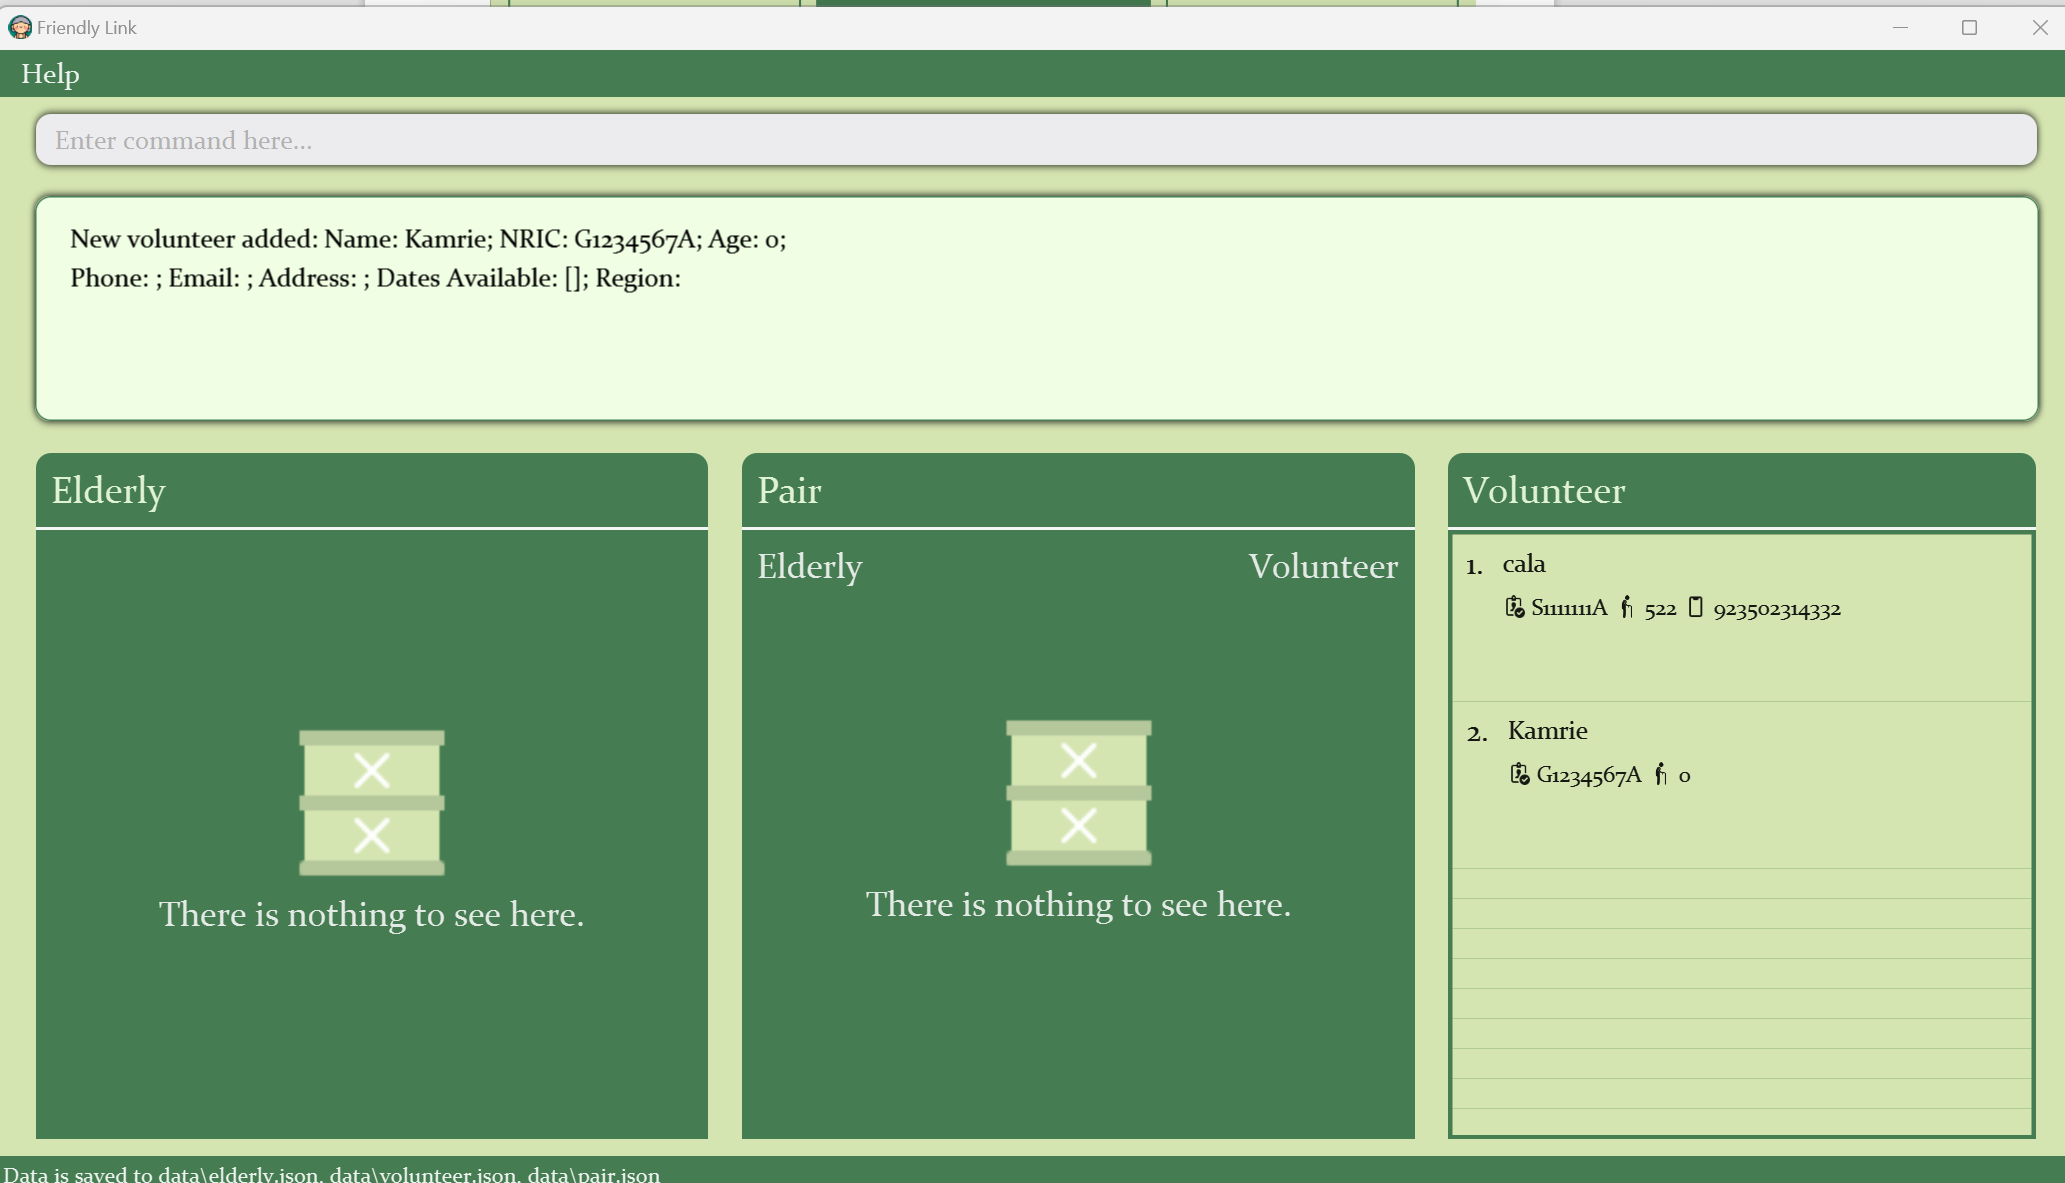 Friendly Link
Help
Enter command here...
New volunteer added: Name: Kamrie; NRIC: G1234567A; Age: 0;
Phone: ; Email: ; Address: ; Dates Available: []; Region:
Elderly
There is nothing to see here.
Pair
Elderly Volunteer
There is nothing to see here.
Volunteer
1. cala
S1111111A 522 923502314332
2. Kamrie
G1234567A 0
Data is saved to data\elderly.json, data\volunteer.json, data\pair.json